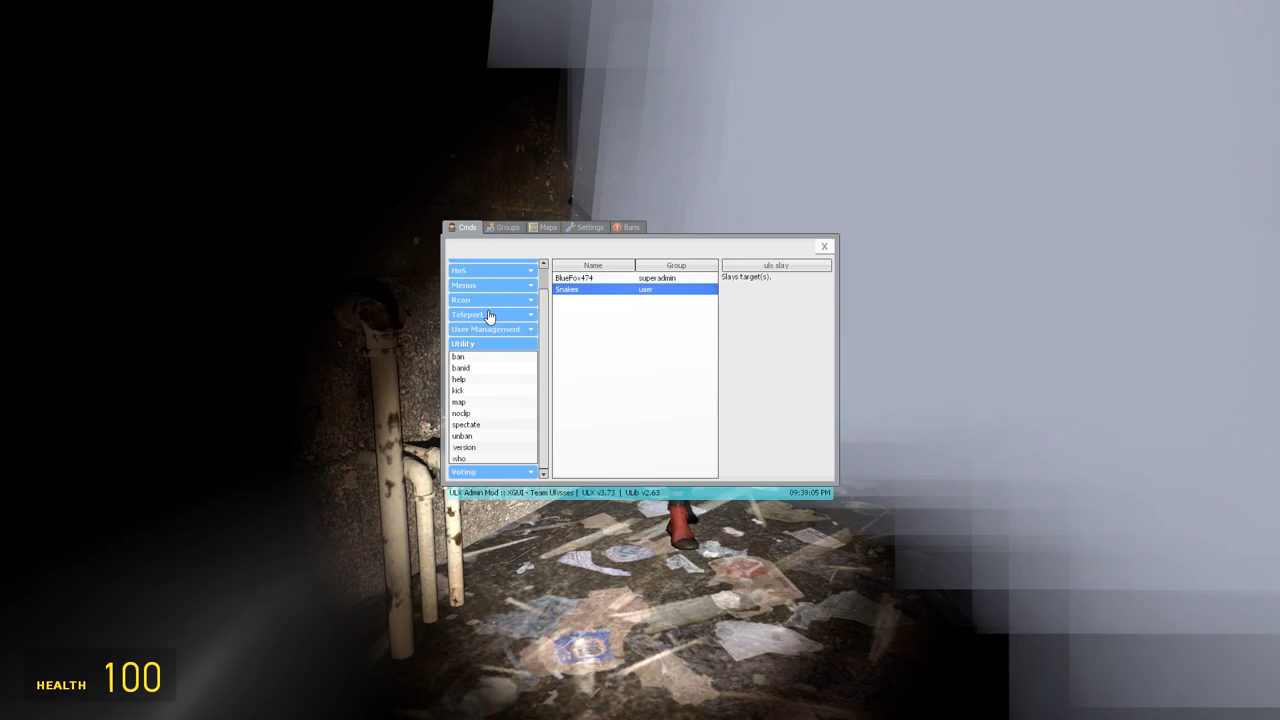 Cmds Groups Maps Settings Bans
X
HnS
Menus
Rcon
Teleport
User Management
Utility
ban
banid
help
kick
map
noclip
spectate
unban
version
who
Voting
Name Group
BlueFox474 superadmin
Snakes user
ulx slay
Slays target(s).
ULX Admin Mod :: XGUI - Team Ulysses | ULX v3.73 | ULib v2.63 09:39:05 PM
HEALTH 100